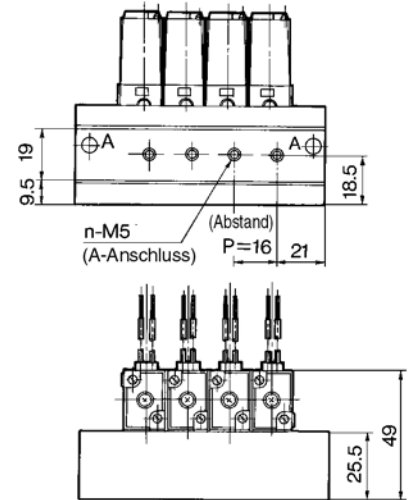 A
A
19
9.5
18.5
n-M5
(A-Anschluss)
(Abstand)
P=16
21
49
25.5